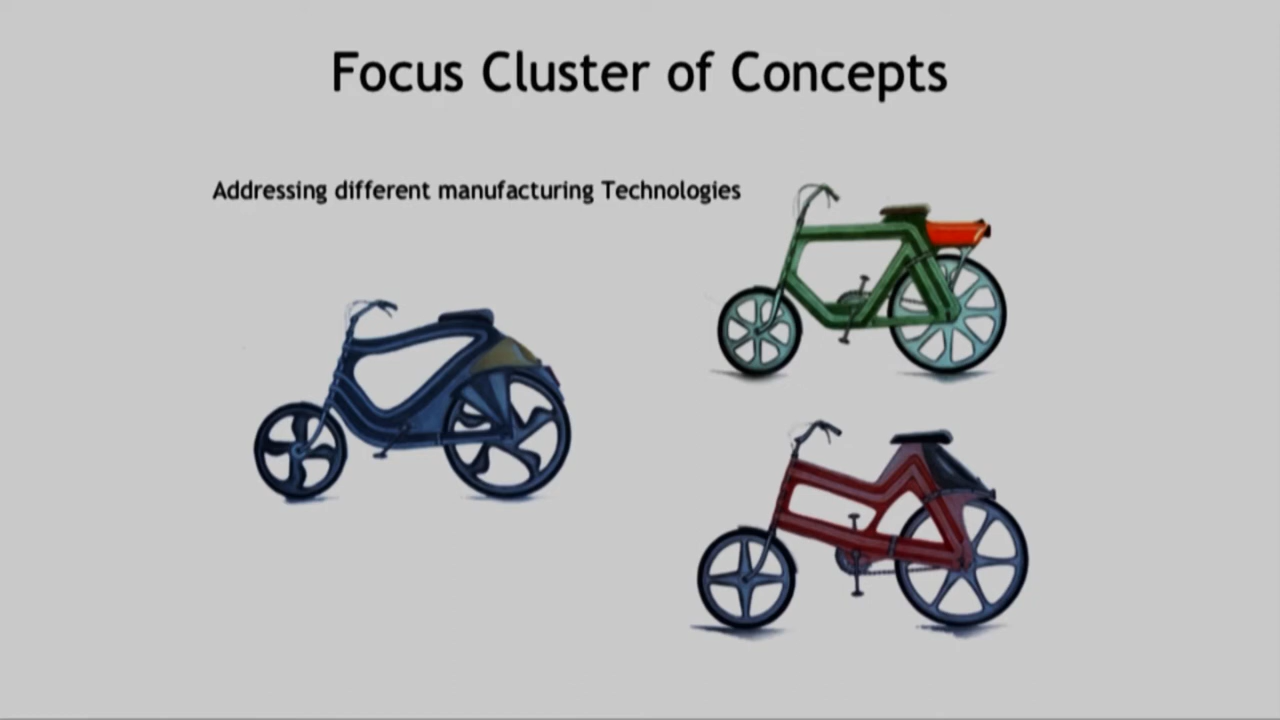 Focus Cluster of Concepts
Addressing different manufacturing Technologies